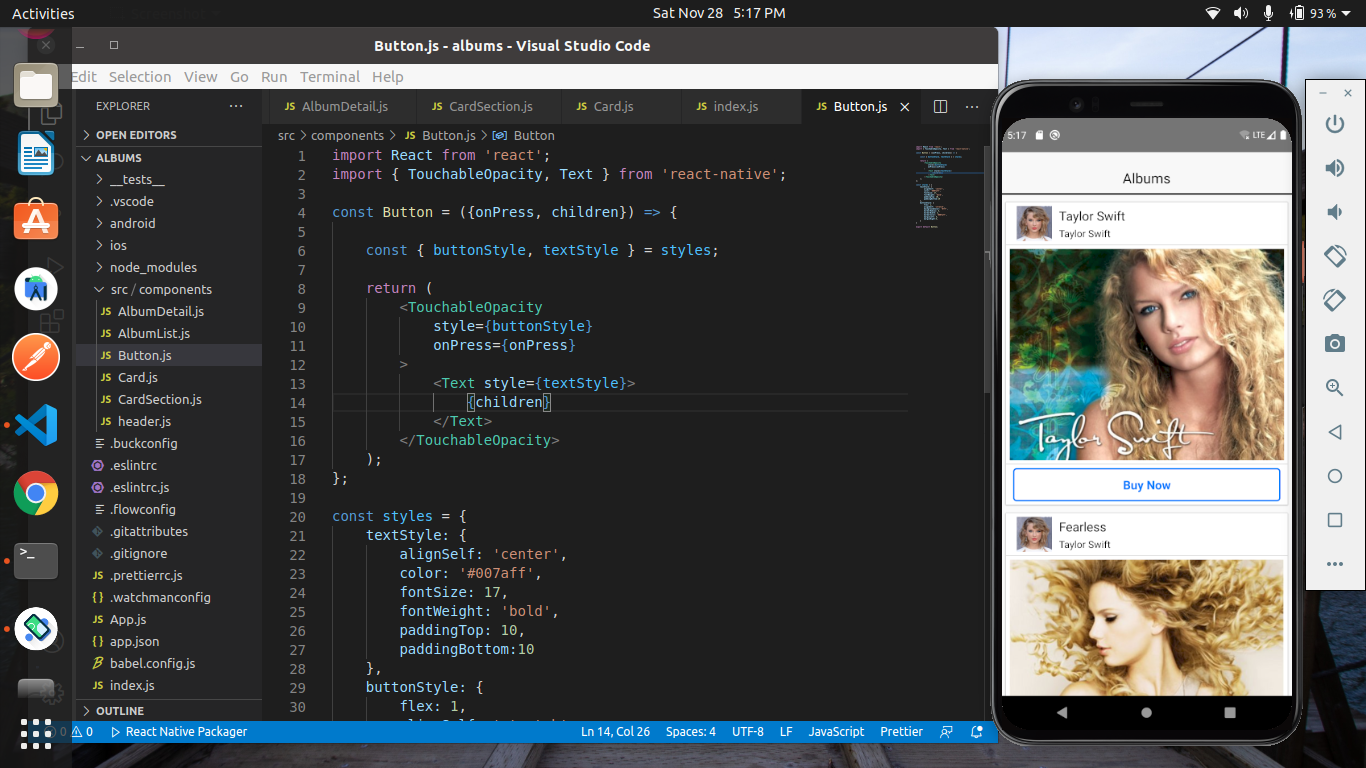 Activities
Sat Nov 28 5:17 PM
93 %
Button.js - albums - Visual Studio Code
Edit Selection View Go Run Terminal Help
EXPLORER
OPEN EDITORS
ALBUMS
__tests__
.vscode
android
ios
node_modules
src / components
AlbumDetail.js
AlbumList.js
Button.js
Card.js
CardSection.js
header.js
.buckconfig
.eslintrc
.eslintrc.js
.flowconfig
.gitattributes
.gitignore
.prettierrc.js
.watchmanconfig
App.js
app.json
babel.config.js
index.js
OUTLINE
JS AlbumDetail.js JS CardSection.js JS Card.js JS index.js JS Button.js
src > components > JS Button.js > Button
1 import React from 'react';
2 import { TouchableOpacity, Text } from 'react-native';
3
4 const Button = ({onPress, children}) => {
5
6 const { buttonStyle, textStyle } = styles;
7
8 return (
9 <TouchableOpacity
10 style={buttonStyle}
11 onPress={onPress}
12 >
13 <Text style={textStyle}>
14 {children}
15 </Text>
16 </TouchableOpacity>
17 );
18 };
19
20 const styles = {
21 textStyle: {
22 alignSelf: 'center',
23 color: '#007aff',
24 fontSize: 17,
25 fontWeight: 'bold',
26 paddingTop: 10,
27 paddingBottom:10
28 },
29 buttonStyle: {
30 flex: 1,
0 0 React Native Packager
Ln 14, Col 26 Spaces: 4 UTF-8 LF JavaScript Prettier
5:17 LTE
Albums
Taylor Swift
Taylor Swift
Taylor Swift
Buy Now
Fearless
Taylor Swift